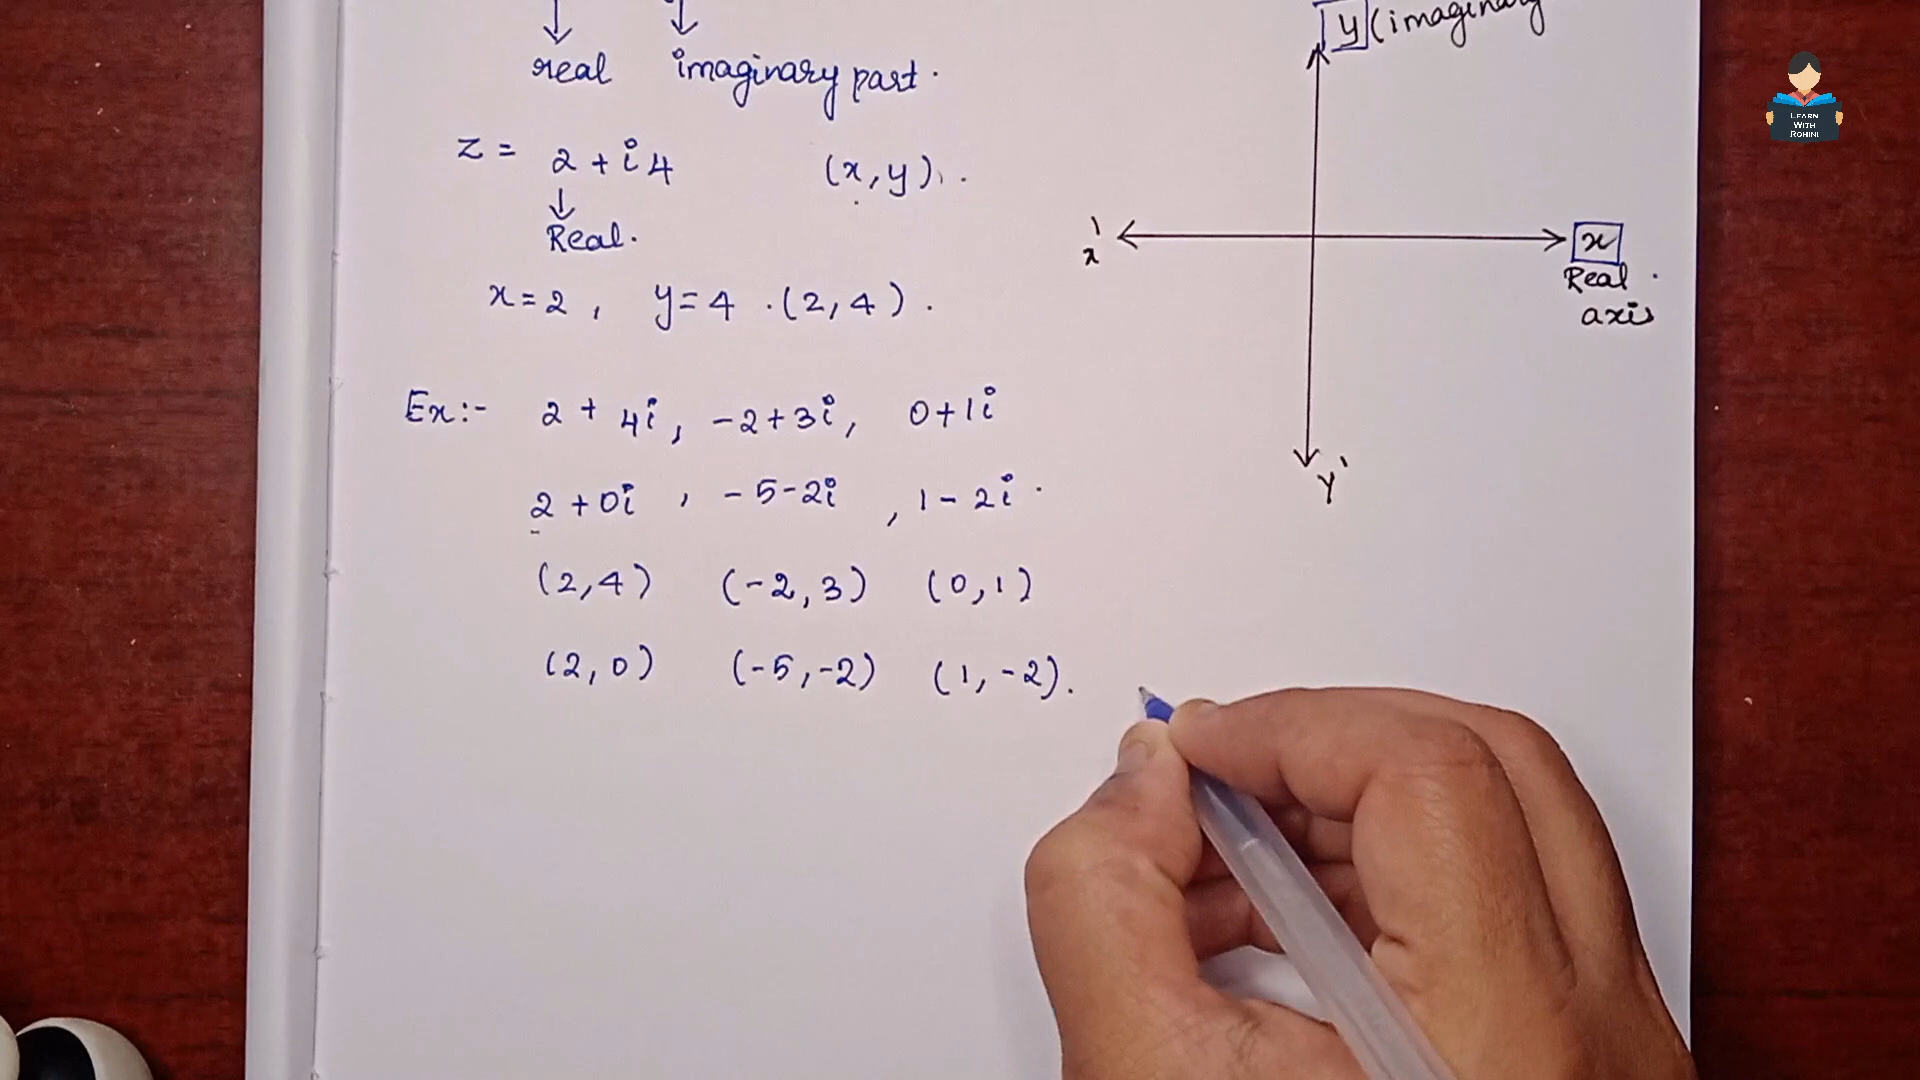 real imaginary part.
z = 2 + i 4 (x, y).
Real.
x = 2 , y = 4 . (2, 4) .
Ex:- 2 + 4i, -2+3i, 0+1i
2 + 0i , -5-2i , 1-2i .
(2,4) (-2, 3) (0, 1)
(2, 0) (-5, -2) (1, -2).
y (imaginary
x' x
Real .
axis
y'
LEARN
WITH
ROHINI